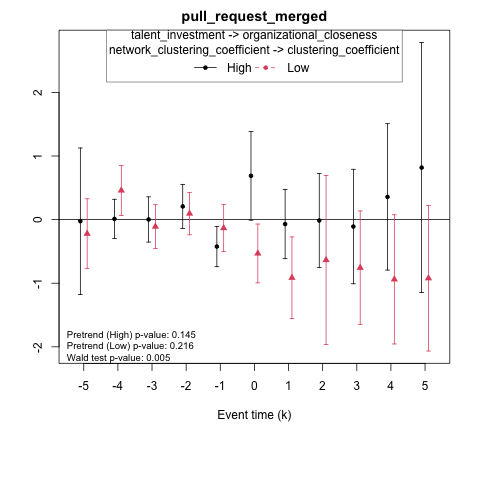 pull_request_merged
talent_investment -> organizational_closeness
network_clustering_coefficient -> clustering_coefficient
High Low
2
1
0
-1
-2
Pretrend (High) p-value: 0.145
Pretrend (Low) p-value: 0.216
Wald test p-value: 0.005
-5 -4 -3 -2 -1 0 1 2 3 4 5
Event time (k)